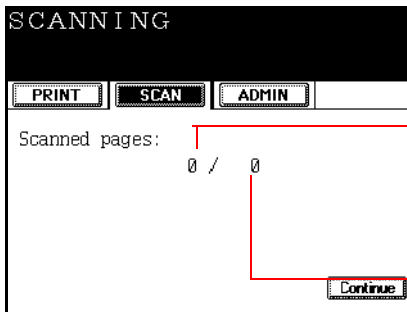 SCANNING
PRINT SCAN ADMIN
Scanned pages:
0 / 0
Continue